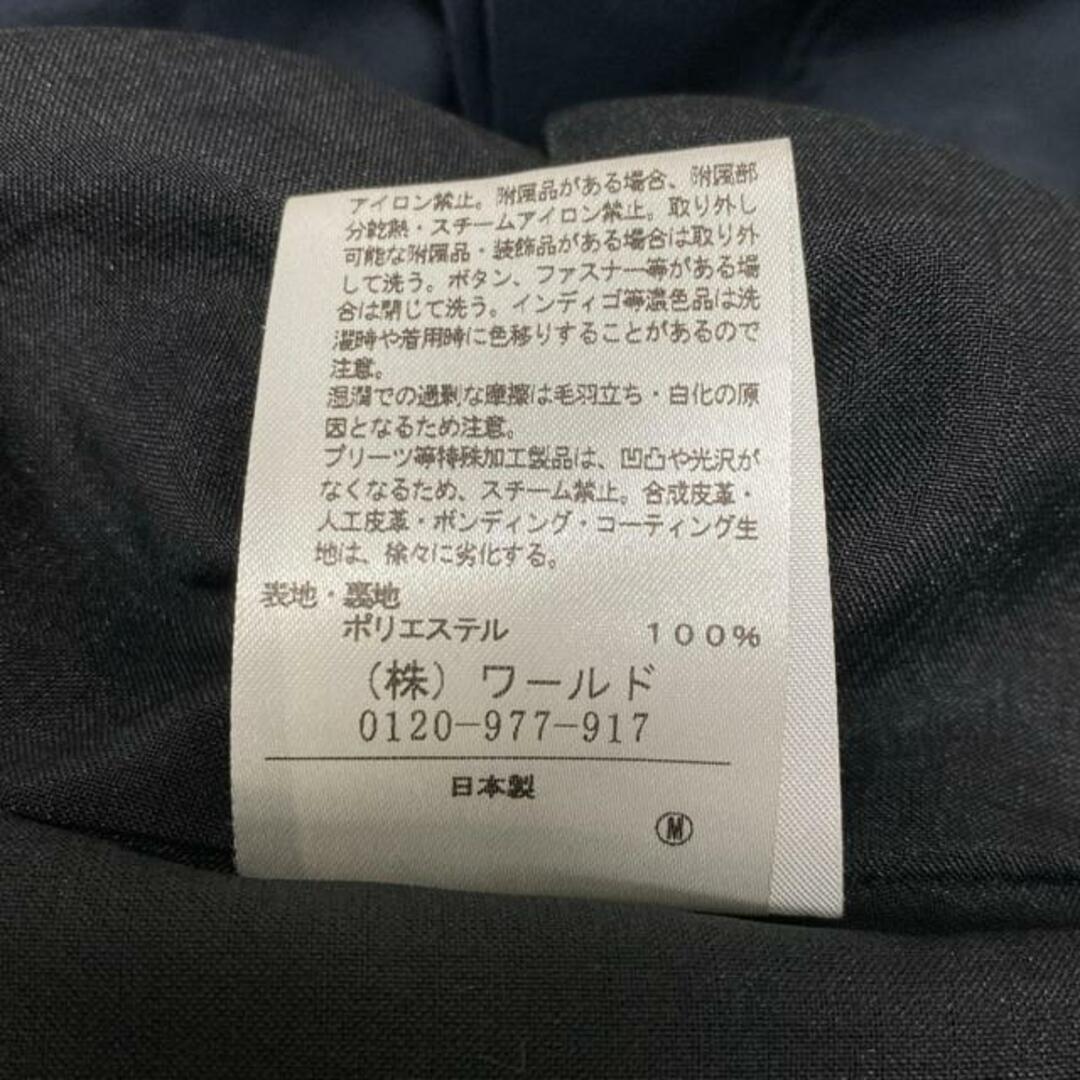 アイロン禁止。附属品がある場合、附属部
分乾熱・スチームアイロン禁止。取り外し
可能な附属品・装飾品がある場合は取り外
して洗う。ボタン、ファスナー等がある場
合は閉じて洗う。インディゴ等濃色品は洗
濯時や着用時に色移りすることがあるので
注意。
湿潤での過剰な摩擦は毛羽立ち・白化の原
因となるため注意。
プリーツ等特殊加工製品は、凹凸や光沢が
なくなるため、スチーム禁止。合成皮革・
人工皮革・ボンディング・コーティング生
地は、徐々に劣化する。
表地・裏地
ポリエステル 100%
（株）ワールド
0120-977-917
日本製
Ⓜ